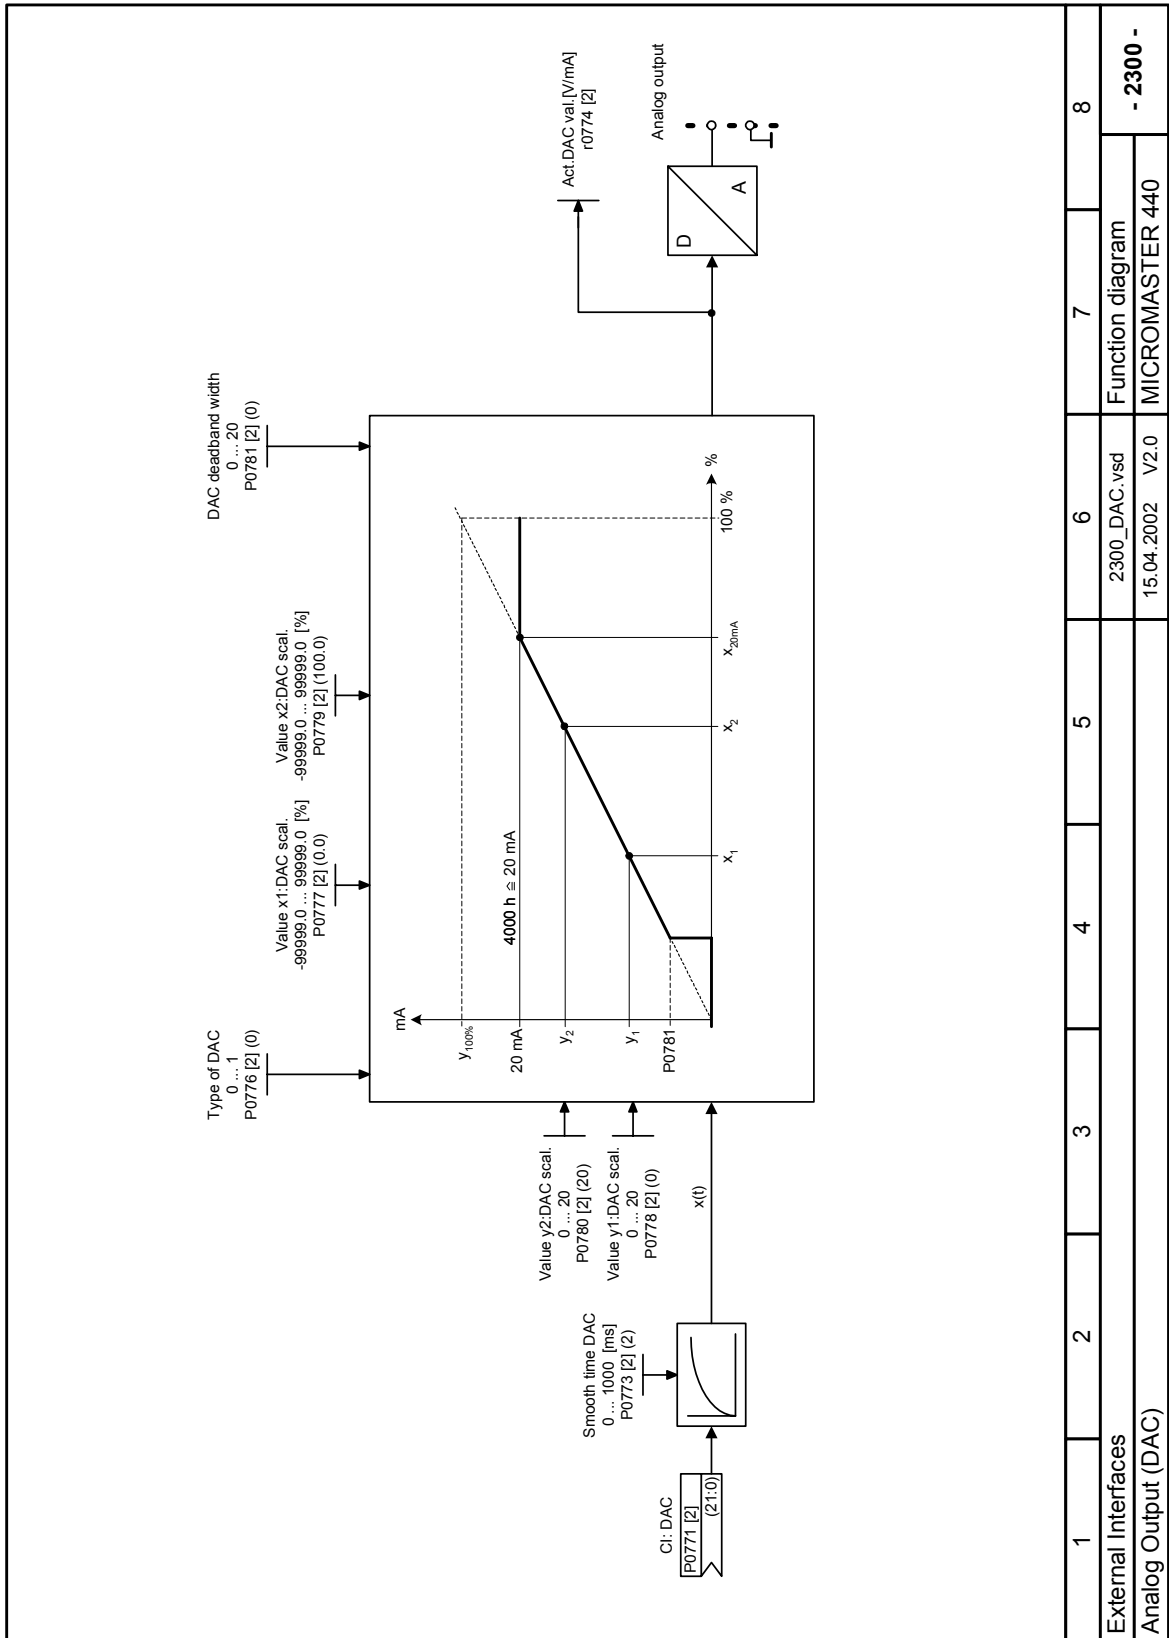 DAC deadband width
0 ... 20
P0781 [2] (0)
Value x2:DAC scal.
-99999.0 ... 99999.0 [%]
P0779 [2] (100.0)
Value x1:DAC scal.
-99999.0 ... 99999.0 [%]
P0777 [2] (0.0)
Type of DAC
0 ... 1
P0776 [2] (0)
Act.DAC val.[V/mA]
r0774 [2]
Analog output
D
A
mA
y100%
20 mA
y2
y1
P0781
4000 h ≙ 20 mA
x1
x2
x20mA
100 %
%
Value y2:DAC scal.
0 ... 20
P0780 [2] (20)
Value y1:DAC scal.
0 ... 20
P0778 [2] (0)
x(t)
Smooth time DAC
0 ... 1000 [ms]
P0773 [2] (2)
CI: DAC
P0771 [2]
(21:0)
1 2 3 4 5 6 7 8
External Interfaces 2300_DAC.vsd Function diagram - 2300 -
Analog Output (DAC) 15.04.2002 V2.0 MICROMASTER 440